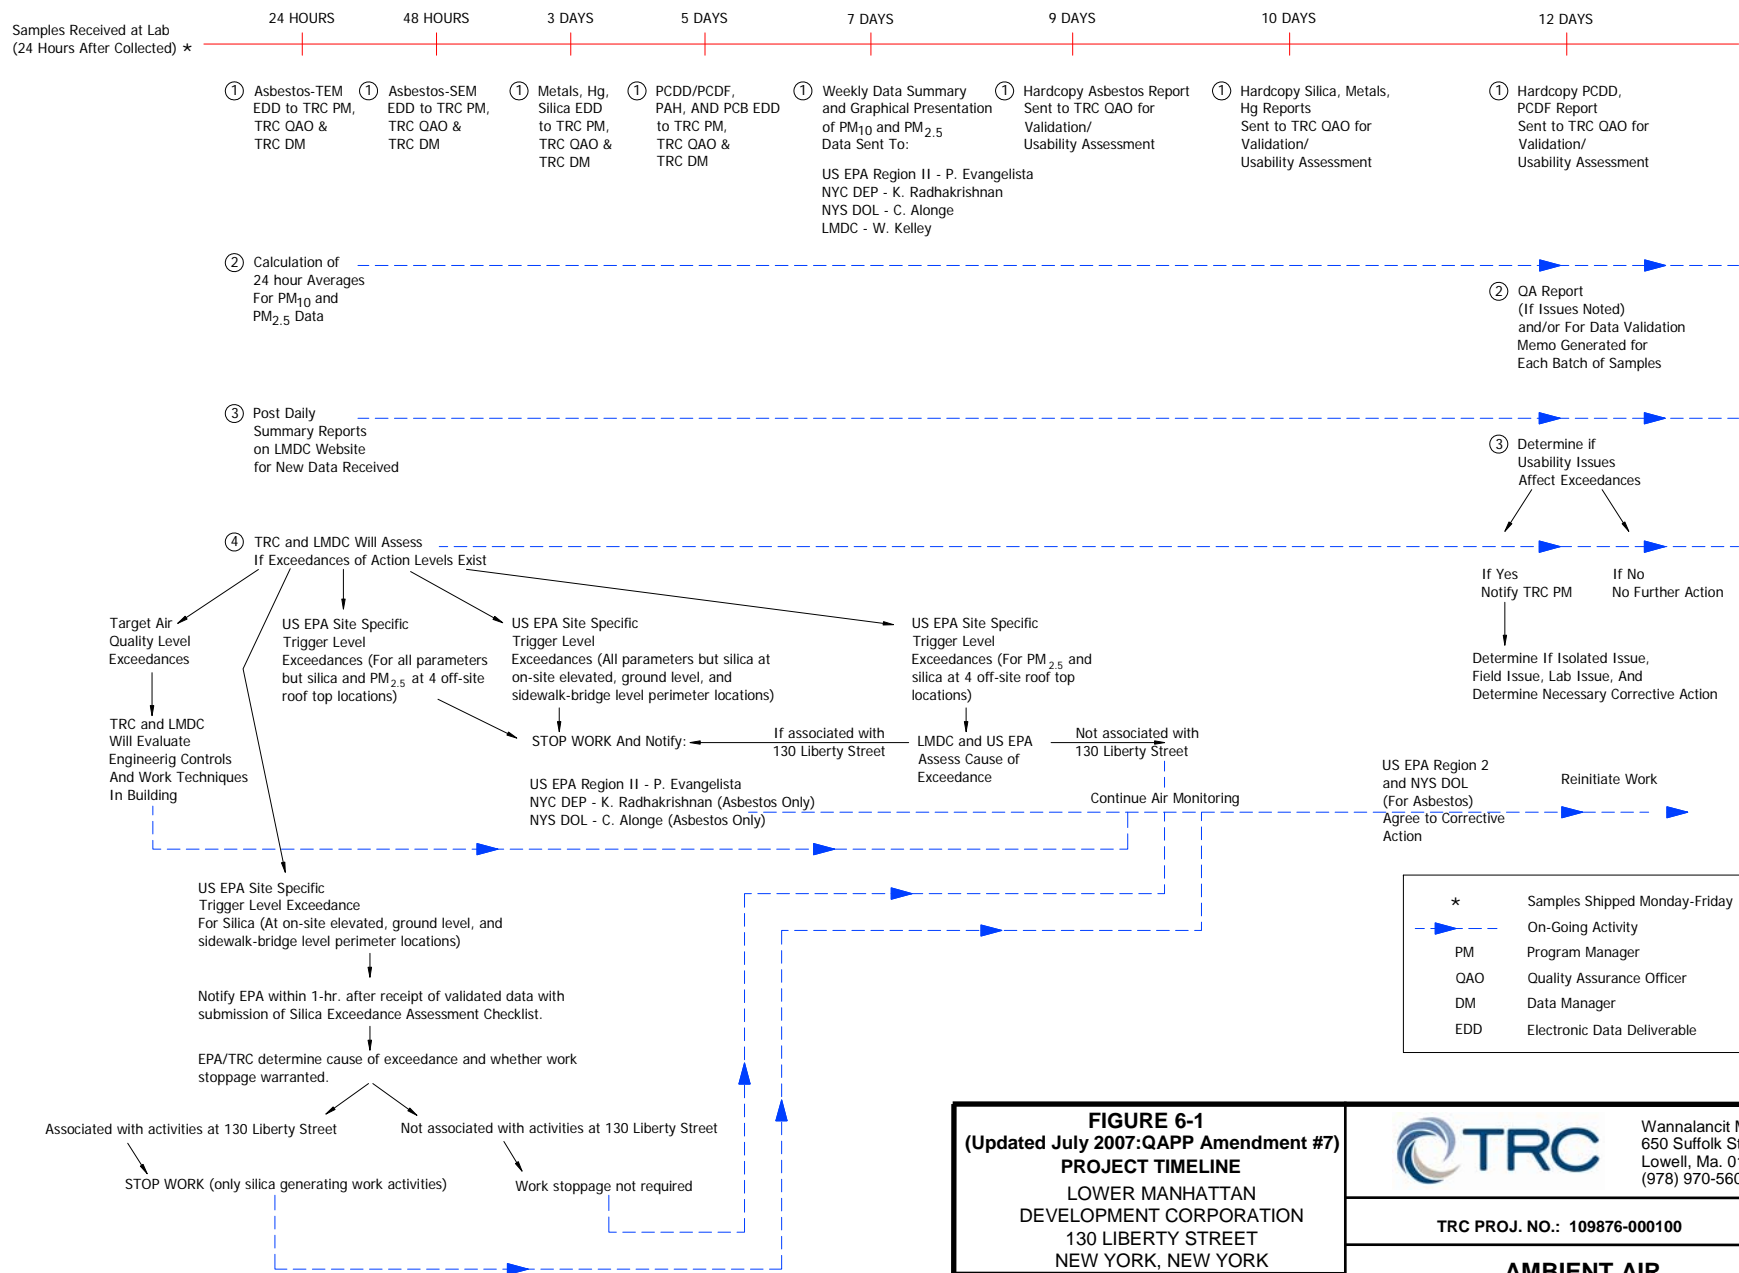 24 HOURS
48 HOURS
3 DAYS
5 DAYS
7 DAYS
9 DAYS
10 DAYS
12 DAYS
Samples Received at Lab
(24 Hours After Collected) *
1 Asbestos-TEM
EDD to TRC PM,
TRC QAO &
TRC DM
1 Asbestos-SEM
EDD to TRC PM,
TRC QAO &
TRC DM
1 Metals, Hg,
Silica EDD
to TRC PM,
TRC QAO &
TRC DM
1 PCDD/PCDF,
PAH, AND PCB EDD
to TRC PM,
TRC QAO &
TRC DM
1 Weekly Data Summary
and Graphical Presentation
of PM10 and PM2.5
Data Sent To:
US EPA Region II - P. Evangelista
NYC DEP - K. Radhakrishnan
NYS DOL - C. Alonge
LMDC - W. Kelley
1 Hardcopy Asbestos Report
Sent to TRC QAO for
Validation/
Usability Assessment
1 Hardcopy Silica, Metals,
Hg Reports
Sent to TRC QAO for
Validation/
Usability Assessment
1 Hardcopy PCDD,
PCDF Report
Sent to TRC QAO for
Validation/
Usability Assessment
2 Calculation of
24 hour Averages
For PM10 and
PM2.5 Data
2 QA Report
(If Issues Noted)
and/or For Data Validation
Memo Generated for
Each Batch of Samples
3 Post Daily
Summary Reports
on LMDC Website
for New Data Received
3 Determine if
Usability Issues
Affect Exceedances
4 TRC and LMDC Will Assess
If Exceedances of Action Levels Exist
If Yes
Notify TRC PM
If No
No Further Action
Determine If Isolated Issue,
Field Issue, Lab Issue, And
Determine Necessary Corrective Action
Target Air
Quality Level
Exceedances
US EPA Site Specific
Trigger Level
Exceedances (For all parameters
but silica and PM2.5 at 4 off-site
roof top locations)
US EPA Site Specific
Trigger Level
Exceedances (All parameters but silica at
on-site elevated, ground level, and
sidewalk-bridge level perimeter locations)
US EPA Site Specific
Trigger Level
Exceedances (For PM2.5 and
silica at 4 off-site roof top
locations)
TRC and LMDC
Will Evaluate
Engineerig Controls
And Work Techniques
In Building
STOP WORK And Notify:
If associated with
130 Liberty Street
LMDC and US EPA
Assess Cause of
Exceedance
Not associated with
130 Liberty Street
US EPA Region II - P. Evangelista
NYC DEP - K. Radhakrishnan (Asbestos Only)
NYS DOL - C. Alonge (Asbestos Only)
Continue Air Monitoring
US EPA Region 2
and NYS DOL
(For Asbestos)
Agree to Corrective
Action
Reinitiate Work
US EPA Site Specific
Trigger Level Exceedance
For Silica (At on-site elevated, ground level, and
sidewalk-bridge level perimeter locations)
Notify EPA within 1-hr. after receipt of validated data with
submission of Silica Exceedance Assessment Checklist.
EPA/TRC determine cause of exceedance and whether work
stoppage warranted.
Associated with activities at 130 Liberty Street
Not associated with activities at 130 Liberty Street
STOP WORK (only silica generating work activities)
Work stoppage not required
* Samples Shipped Monday-Friday
On-Going Activity
PM Program Manager
QAO Quality Assurance Officer
DM Data Manager
EDD Electronic Data Deliverable
FIGURE 6-1
(Updated July 2007:QAPP Amendment #7)
PROJECT TIMELINE
LOWER MANHATTAN
DEVELOPMENT CORPORATION
130 LIBERTY STREET
NEW YORK, NEW YORK
TRC
Wannalancit
650 Suffolk
Lowell, Ma.
(978)
TRC PROJ. NO.: 109876-000100
AMBIENT AIR